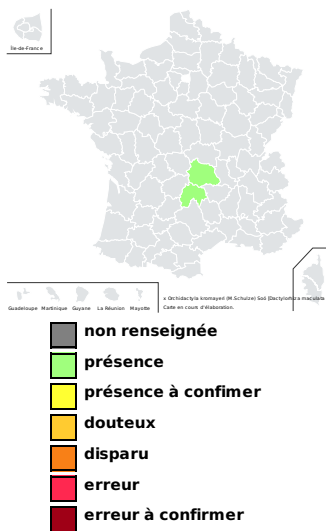 Île-de-France
Guadeloupe Martinique Guyane La Réunion Mayotte
x Orchidactyla kromayeri (M.Schulze) Soó [Dactylorhiza maculata
Carte en cours d'élaboration.
non renseignée
présence
présence à confimer
douteux
disparu
erreur
erreur à confirmer